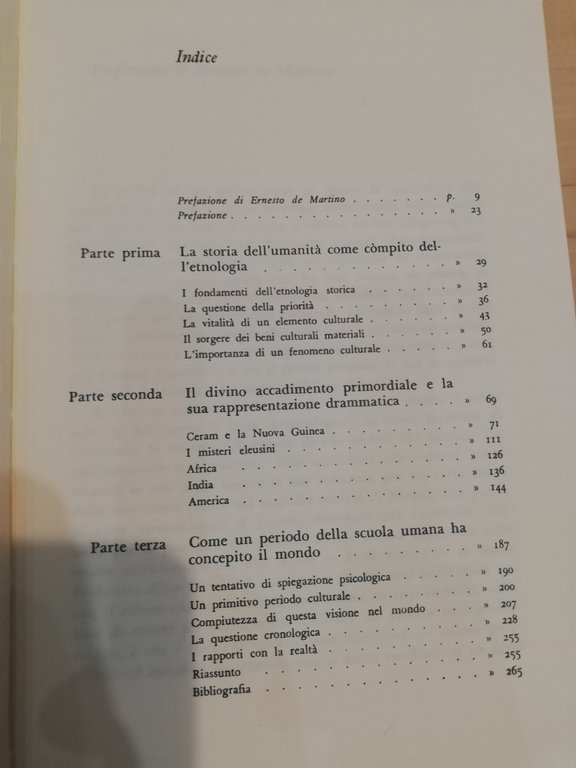 Indice
Prefazione di Ernesto de Martino . . . . . . . p. 9
Prefazione . . . . . . . . . . . . . . » 23
Parte prima La storia dell'umanità come còmpito del-
l'etnologia . . . . . . . . . . . . » 29
I fondamenti dell'etnologia storica . . . . . . » 32
La questione della priorità . . . . . . . . » 36
La vitalità di un elemento culturale . . . . . . » 43
Il sorgere dei beni culturali materiali . . . . . . » 50
L'importanza di un fenomeno culturale . . . . . » 61
Parte seconda Il divino accadimento primordiale e la
sua rappresentazione drammatica . . . . » 69
Ceram e la Nuova Guinea . . . . . . . . » 71
I misteri eleusini . . . . . . . . . . » 111
Africa . . . . . . . . . . . . . » 126
India . . . . . . . . . . . . . » 136
America . . . . . . . . . . . . . » 144
Parte terza Come un periodo della scuola umana ha
concepito il mondo . . . . . . . . » 187
Un tentativo di spiegazione psicologica . . . . . » 190
Un primitivo periodo culturale . . . . . . . » 200
Compiutezza di questa visione nel mondo . . . . » 207
La questione cronologica . . . . . . . . . » 228
I rapporti con la realtà . . . . . . . . . » 255
Riassunto . . . . . . . . . . . . » 255
Bibliografia . . . . . . . . . . . . » 265